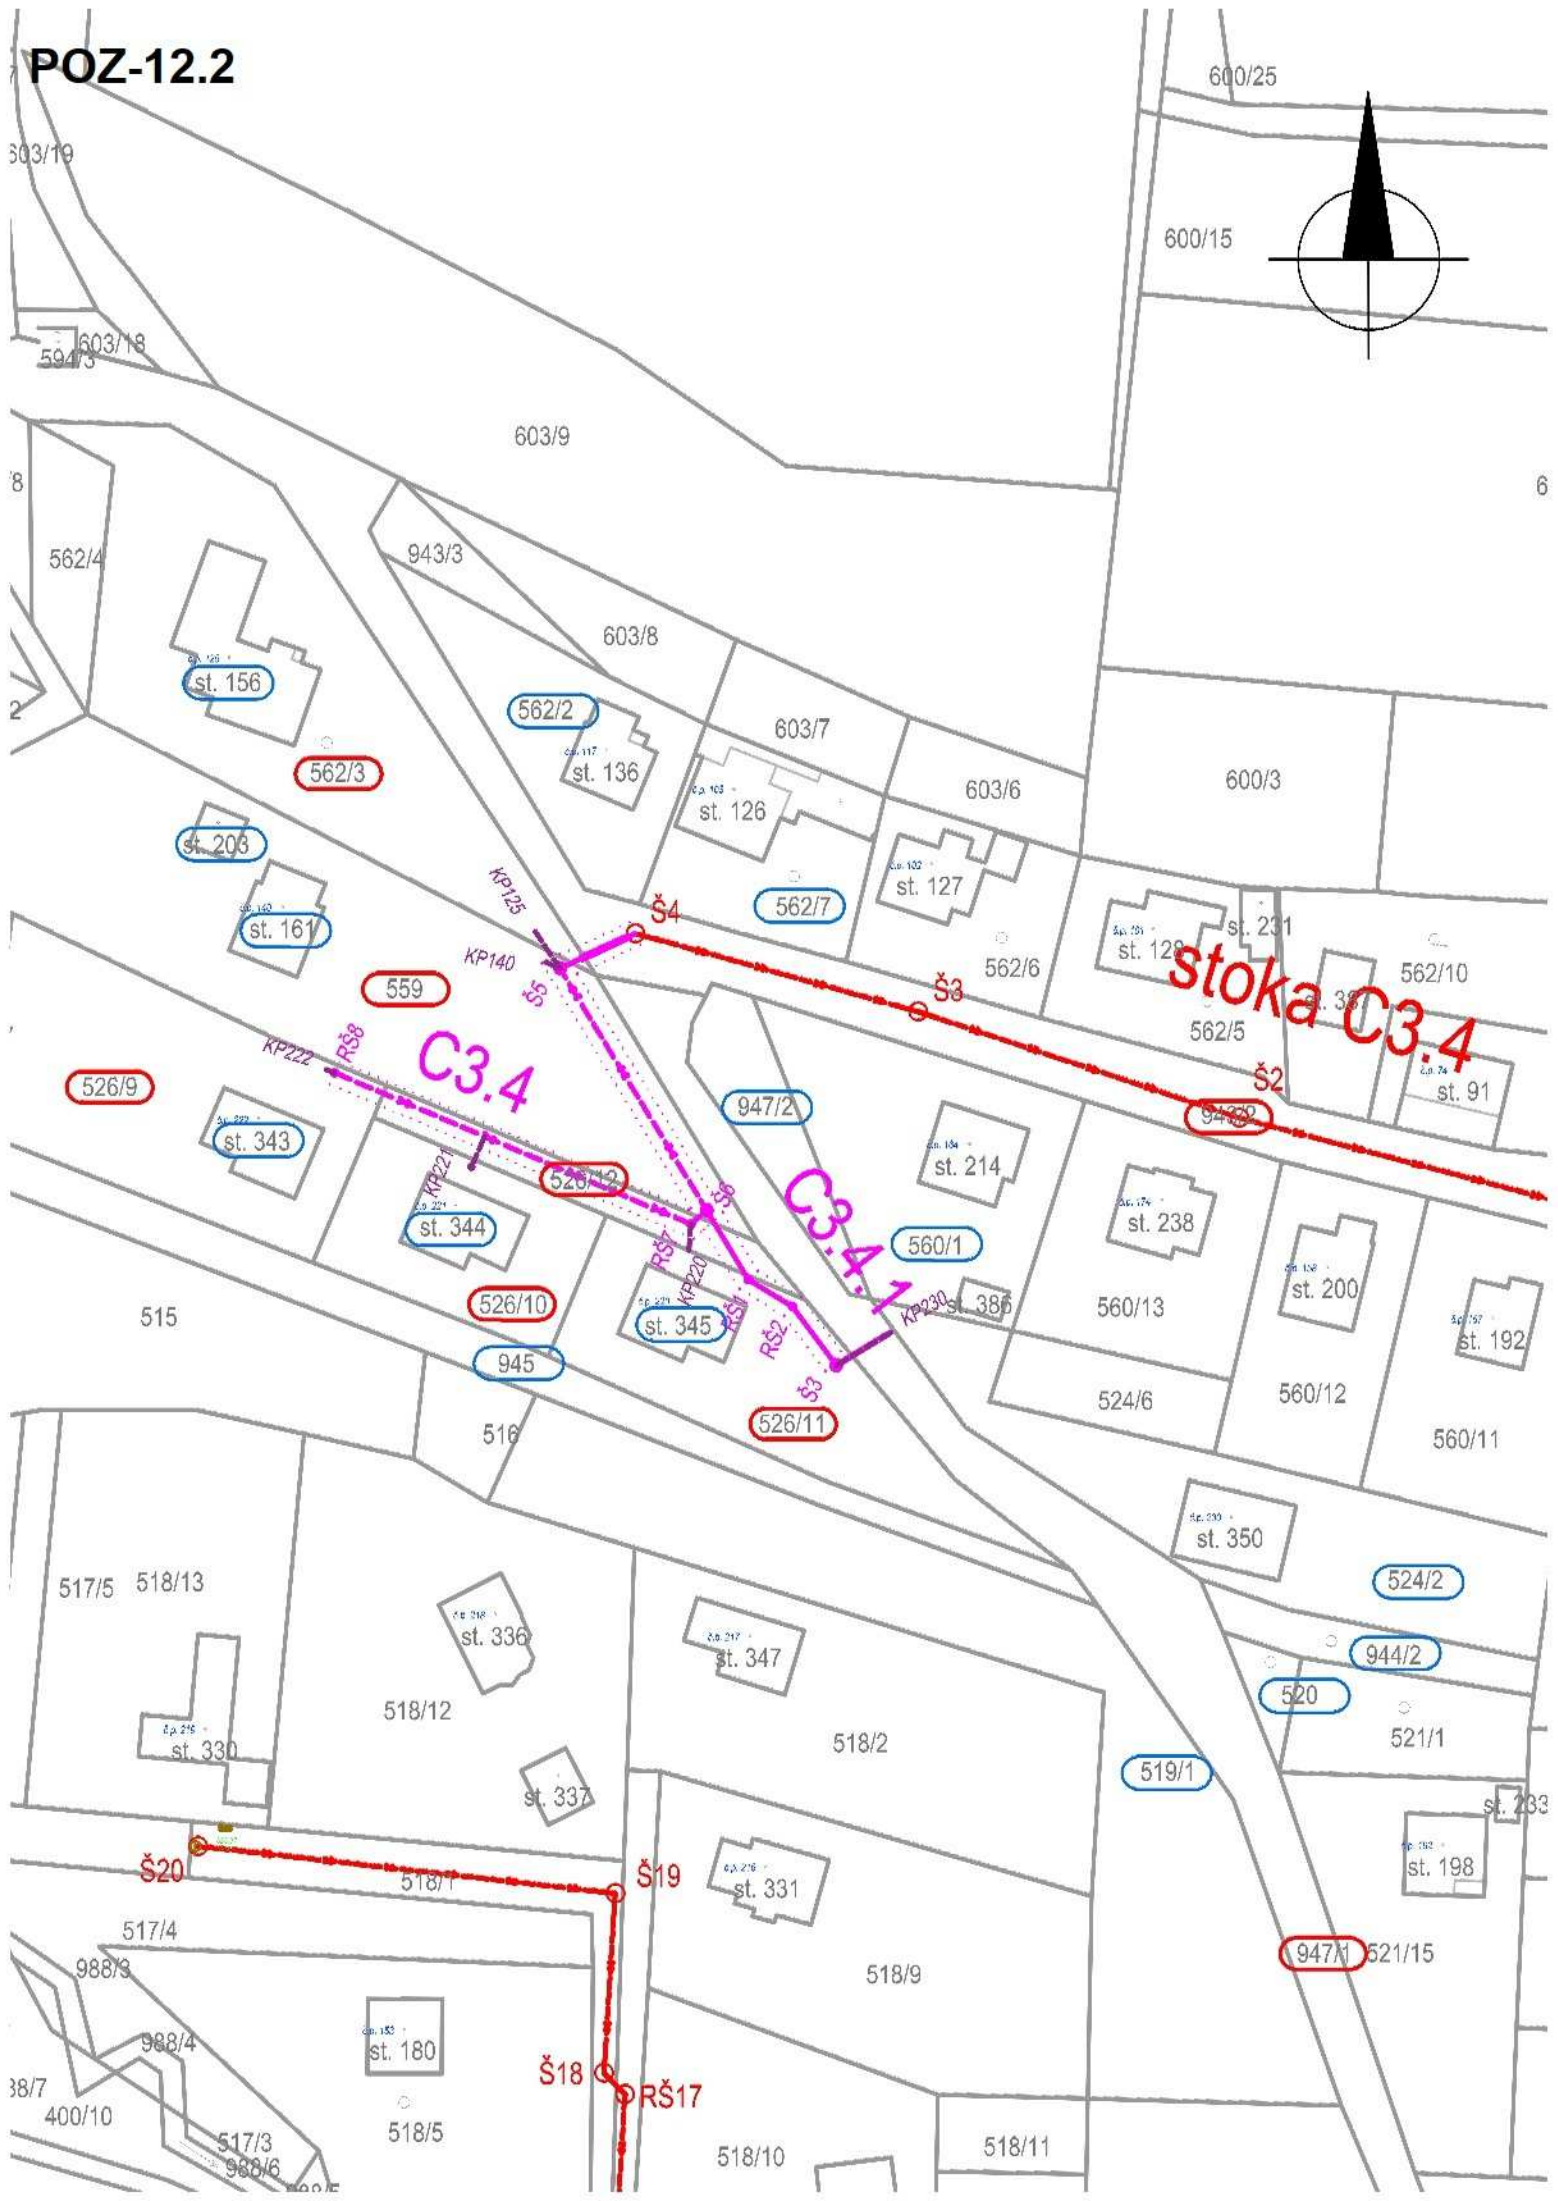 POZ-12.2
600/25
603/19
600/15
603/18
594/3
603/9
943/3
562/4
603/8
st. 156
562/2
603/7
562/3
st. 136
600/3
603/6
st. 126
st. 203
KP125
st. 127
562/7
st. 161
Š4
st. 231
st. 128
KP140
562/6
562/10
stoka C3.4
559
Š5
Š3
562/5
RŠ8
KP222
C3.4
526/9
Š2
st. 91
947/2
943/2
st. 343
st. 214
KP221
526/12
C3.4.1
Š6
st. 344
560/1
st. 238
RŠ7
KP220
st. 200
RŠ1
RŠ2
KP230
st. 386
526/10
515
st. 345
560/13
st. 192
945
Š3
524/6
560/12
526/11
516
560/11
st. 350
517/5
518/13
524/2
st. 336
st. 347
944/2
520
518/12
518/2
521/1
st. 330
519/1
st. 337
st. 233
Š20
518/1
Š19
st. 331
st. 198
517/4
947/1
521/15
988/3
518/9
988/4
st. 180
Š18
RŠ17
400/10
518/5
517/3
988/6
518/10
518/11